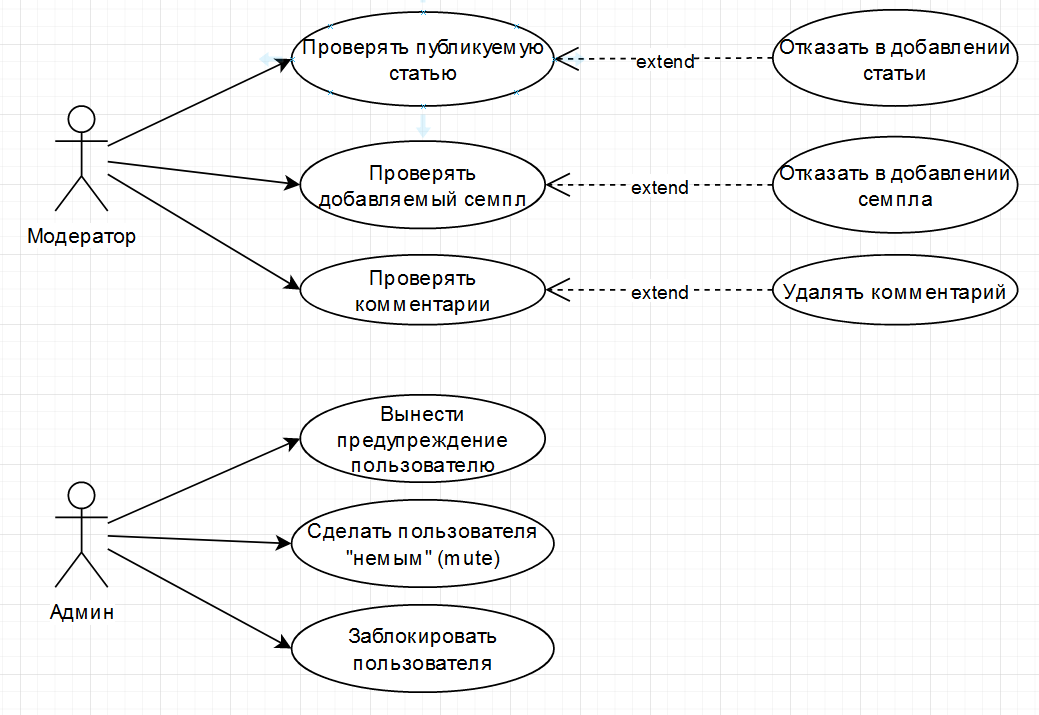 Проверять публикуемую
статью
extend
Отказать в добавлении
статьи
Модератор
Проверять
добавляемый семпл
extend
Отказать в добавлении
семпла
Проверять
комментарии
extend
Удалять комментарий
Админ
Вынести
предупреждение
пользователю
Сделать пользователя
"немым" (mute)
Заблокировать
пользователя